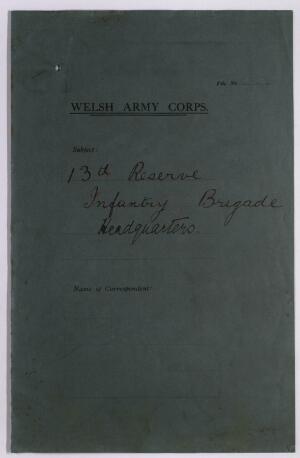 File No.
WELSH ARMY CORPS.
Subject:
13th Reserve
Infantry Brigade
Headquarters.
Name of Correspondent: